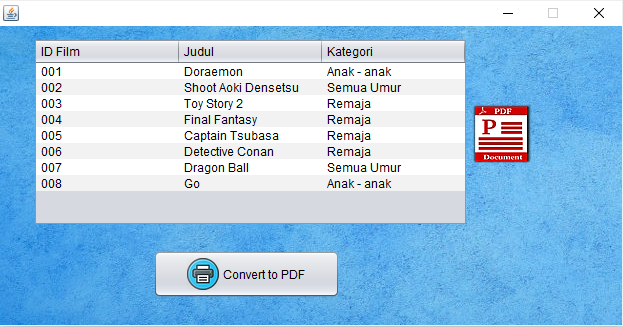 ID Film Judul Kategori
001 Doraemon Anak - anak
002 Shoot Aoki Densetsu Semua Umur
003 Toy Story 2 Remaja
004 Final Fantasy Remaja
005 Captain Tsubasa Remaja
006 Detective Conan Remaja
007 Dragon Ball Semua Umur
008 Go Anak - anak
PDF
P
Document
Convert to PDF